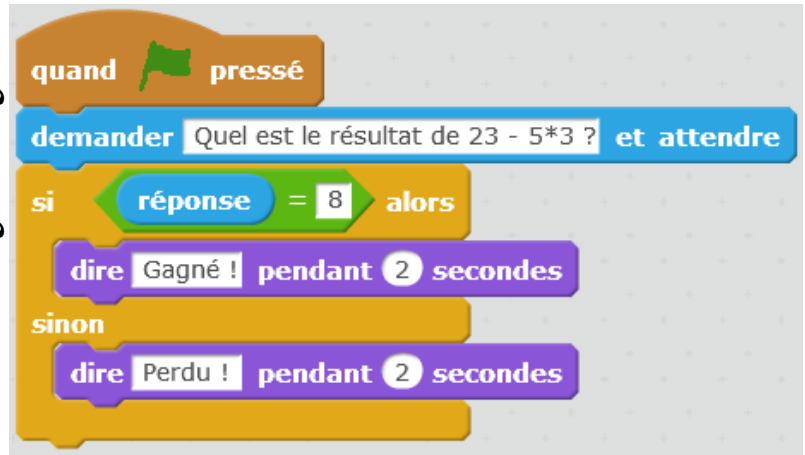 quand pressé
demander Quel est le résultat de 23 - 5*3 ? et attendre
si réponse = 8 alors
dire Gagné ! pendant 2 secondes
sinon
dire Perdu ! pendant 2 secondes